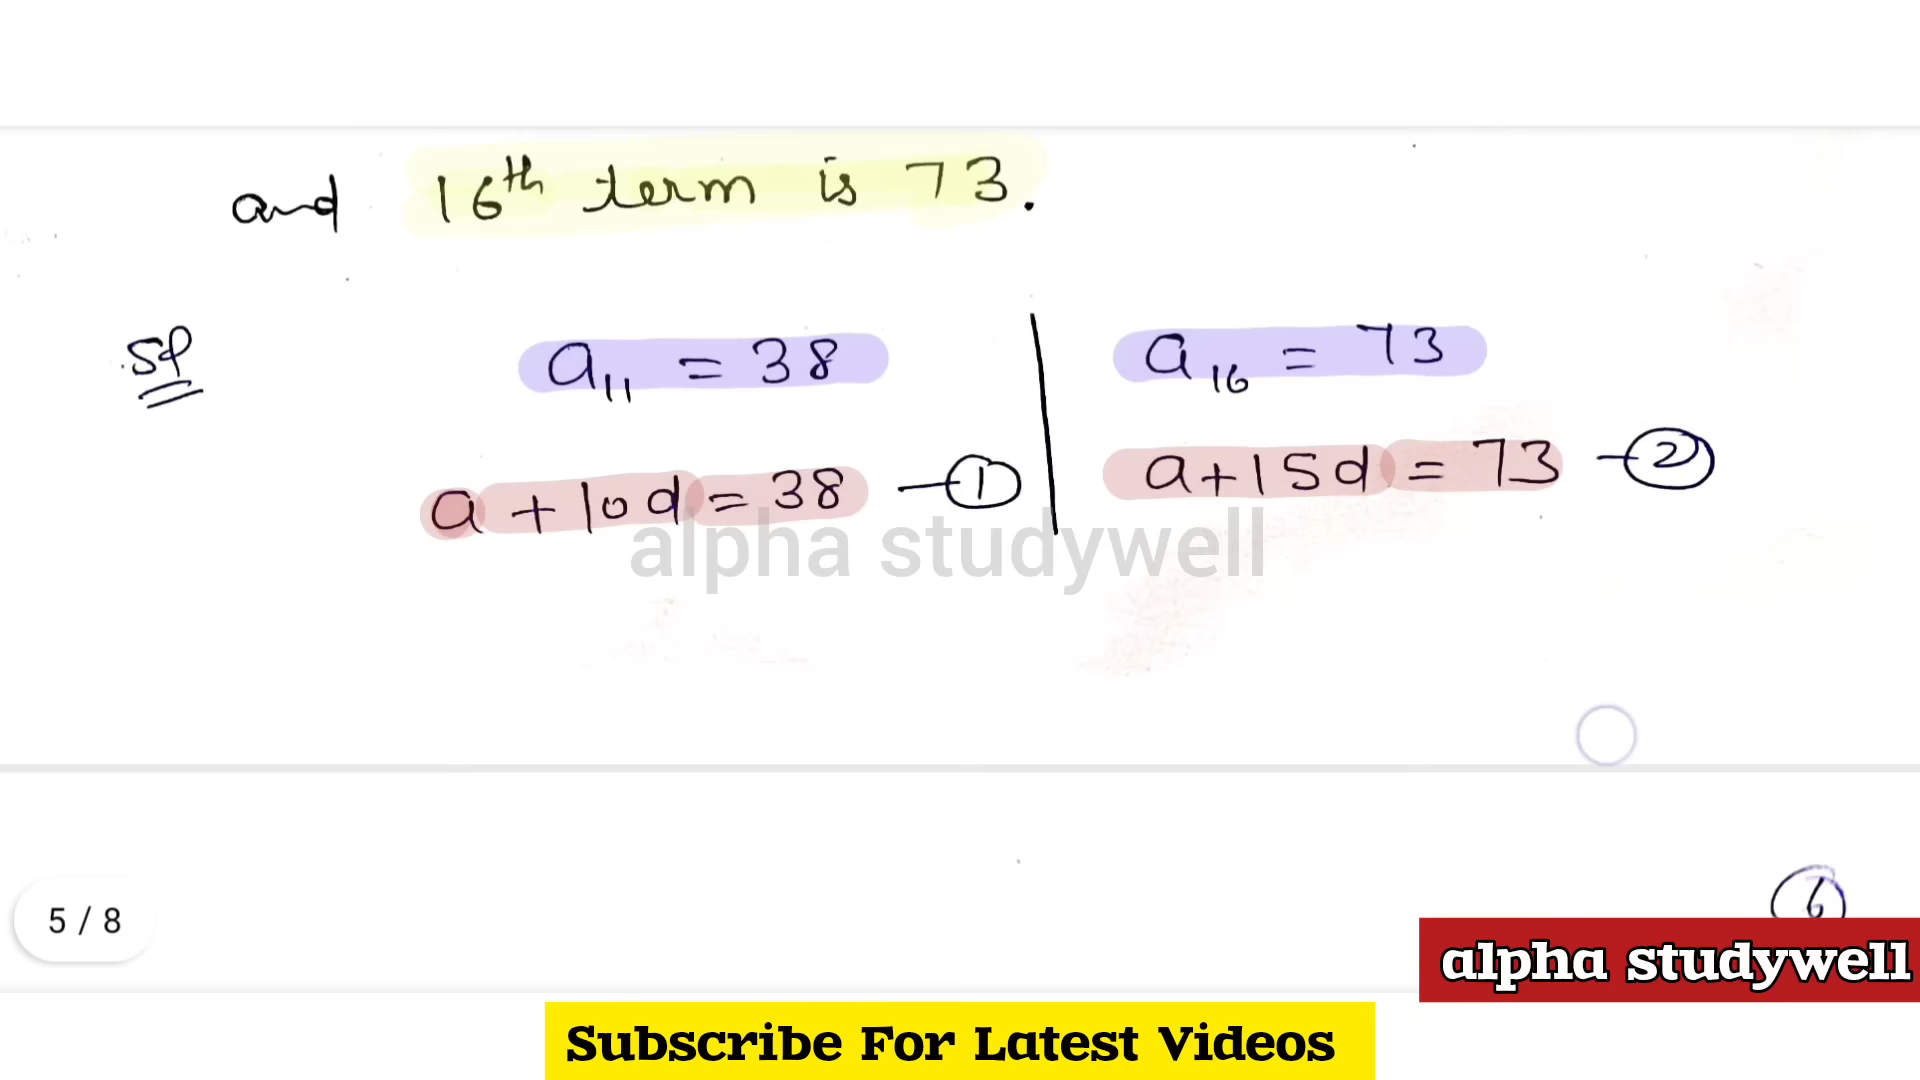 and 16th term is 73.
Sol
a11 = 38
a16 = 73
a + 10d = 38 — 1
a + 15d = 73 — 2
alpha studywell
5 / 8
6
alpha studywell
Subscribe For Latest Videos